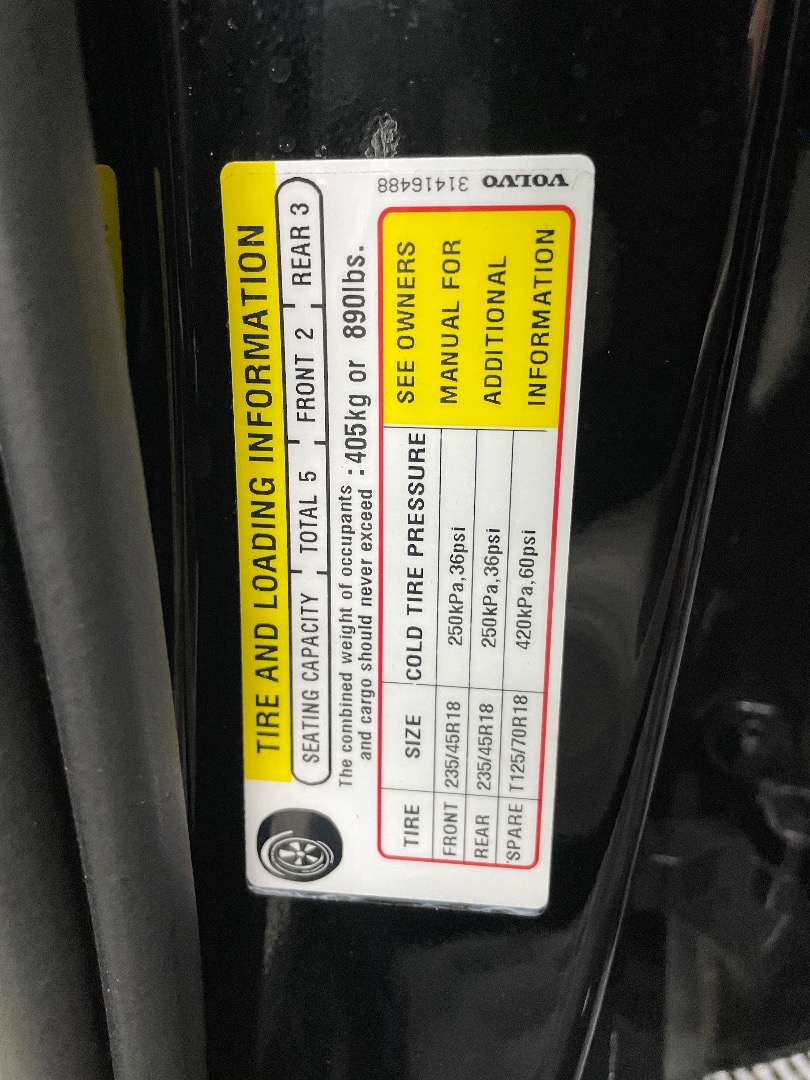 TIRE AND LOADING INFORMATION
SEATING CAPACITY TOTAL 5 FRONT 2 REAR 3
The combined weight of occupants
and cargo should never exceed : 405kg or 890lbs.
TIRE SIZE COLD TIRE PRESSURE
FRONT 235/45R18 250kPa,36psi
REAR 235/45R18 250kPa,36psi
SPARE T125/70R18 420kPa,60psi
SEE OWNERS
MANUAL FOR
ADDITIONAL
INFORMATION
VOLVO 31416488